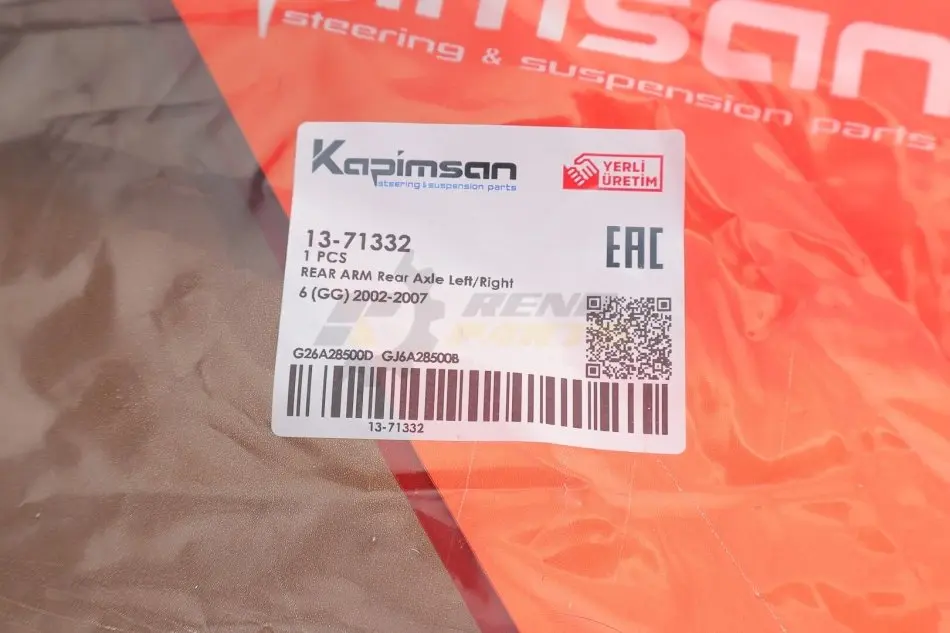 steering & suspension parts
Kapimsan
steering & suspension parts
YERLİ
ÜRETİM
13-71332
1 PCS
REAR ARM Rear Axle Left/Right
6 (GG) 2002-2007
EAC
G26A28500D GJ6A28500B
13-71332